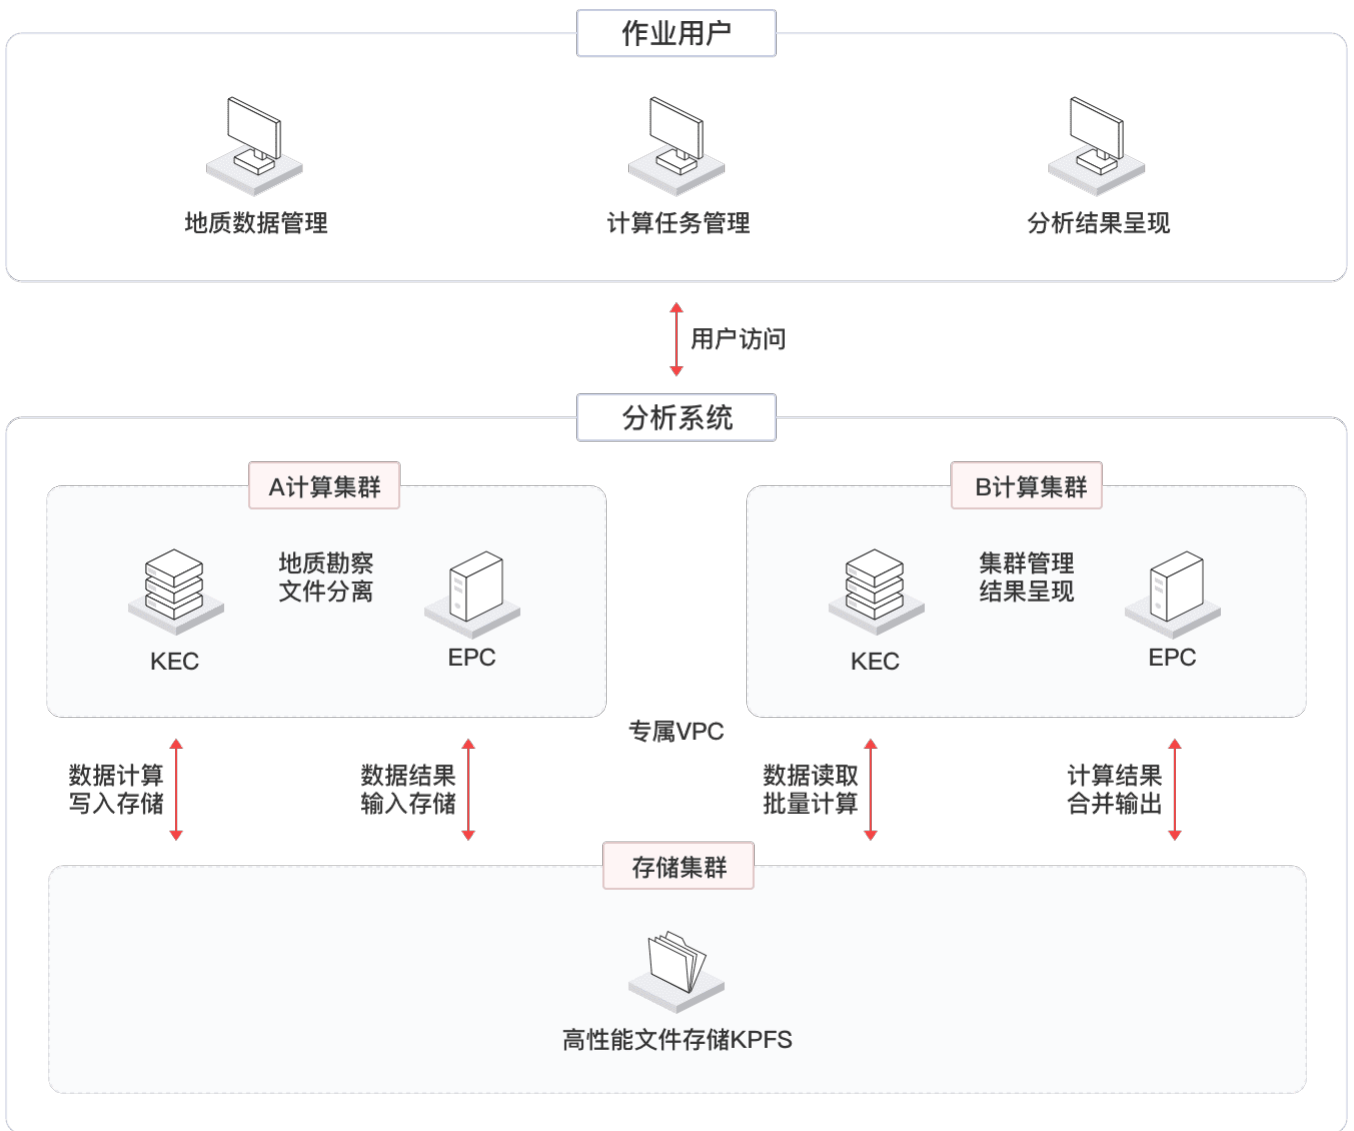 作业用户
地质数据管理
计算任务管理
分析结果呈现
用户访问
分析系统
A计算集群
地质勘察
文件分离
KEC
EPC
B计算集群
集群管理
结果呈现
KEC
EPC
专属VPC
数据计算
写入存储
数据结果
输入存储
数据读取
批量计算
计算结果
合并输出
存储集群
高性能文件存储KPFS